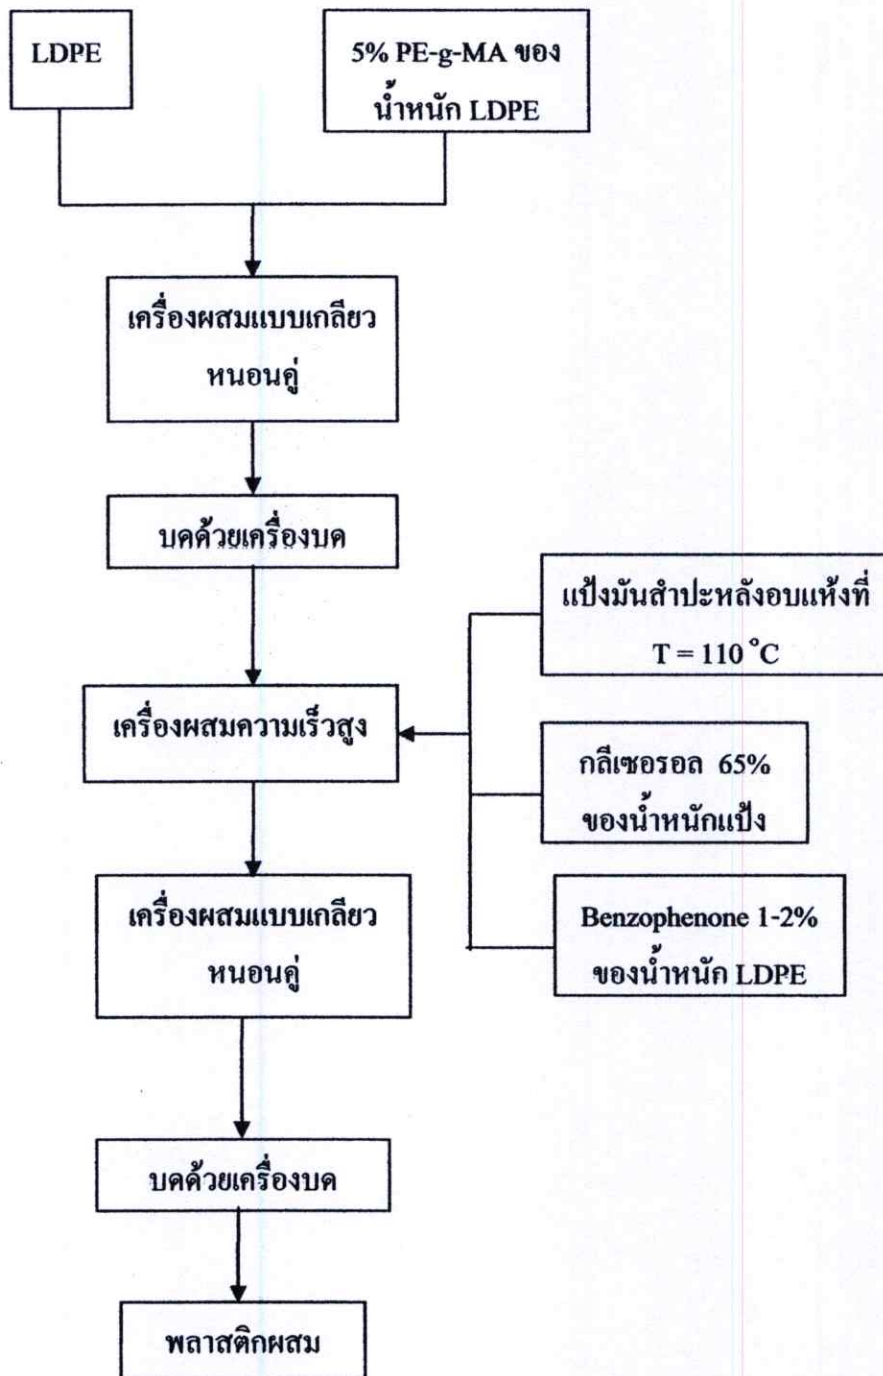 LDPE
5% PE-g-MA ของ
น้ำหนัก LDPE
เครื่องผสมแบบเกลียว
หนอนคู่
บดด้วยเครื่องบด
แป้งมันสำปะหลังอบแห้งที่
T = 110 °C
เครื่องผสมความเร็วสูง
กลีเซอรอล 65%
ของน้ำหนักแป้ง
เครื่องผสมแบบเกลียว
หนอนคู่
Benzophenone 1-2%
ของน้ำหนัก LDPE
บดด้วยเครื่องบด
พลาสติกผสม